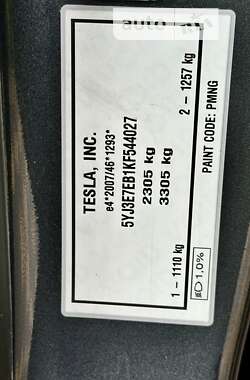 TESLA, INC.
e4*2007/46*1293*
5YJ3E7EB1KF544027
2305 kg
3305 kg
1 – 1110 kg
2 – 1257 kg
PAINT CODE: PMNG
1,0%
auto